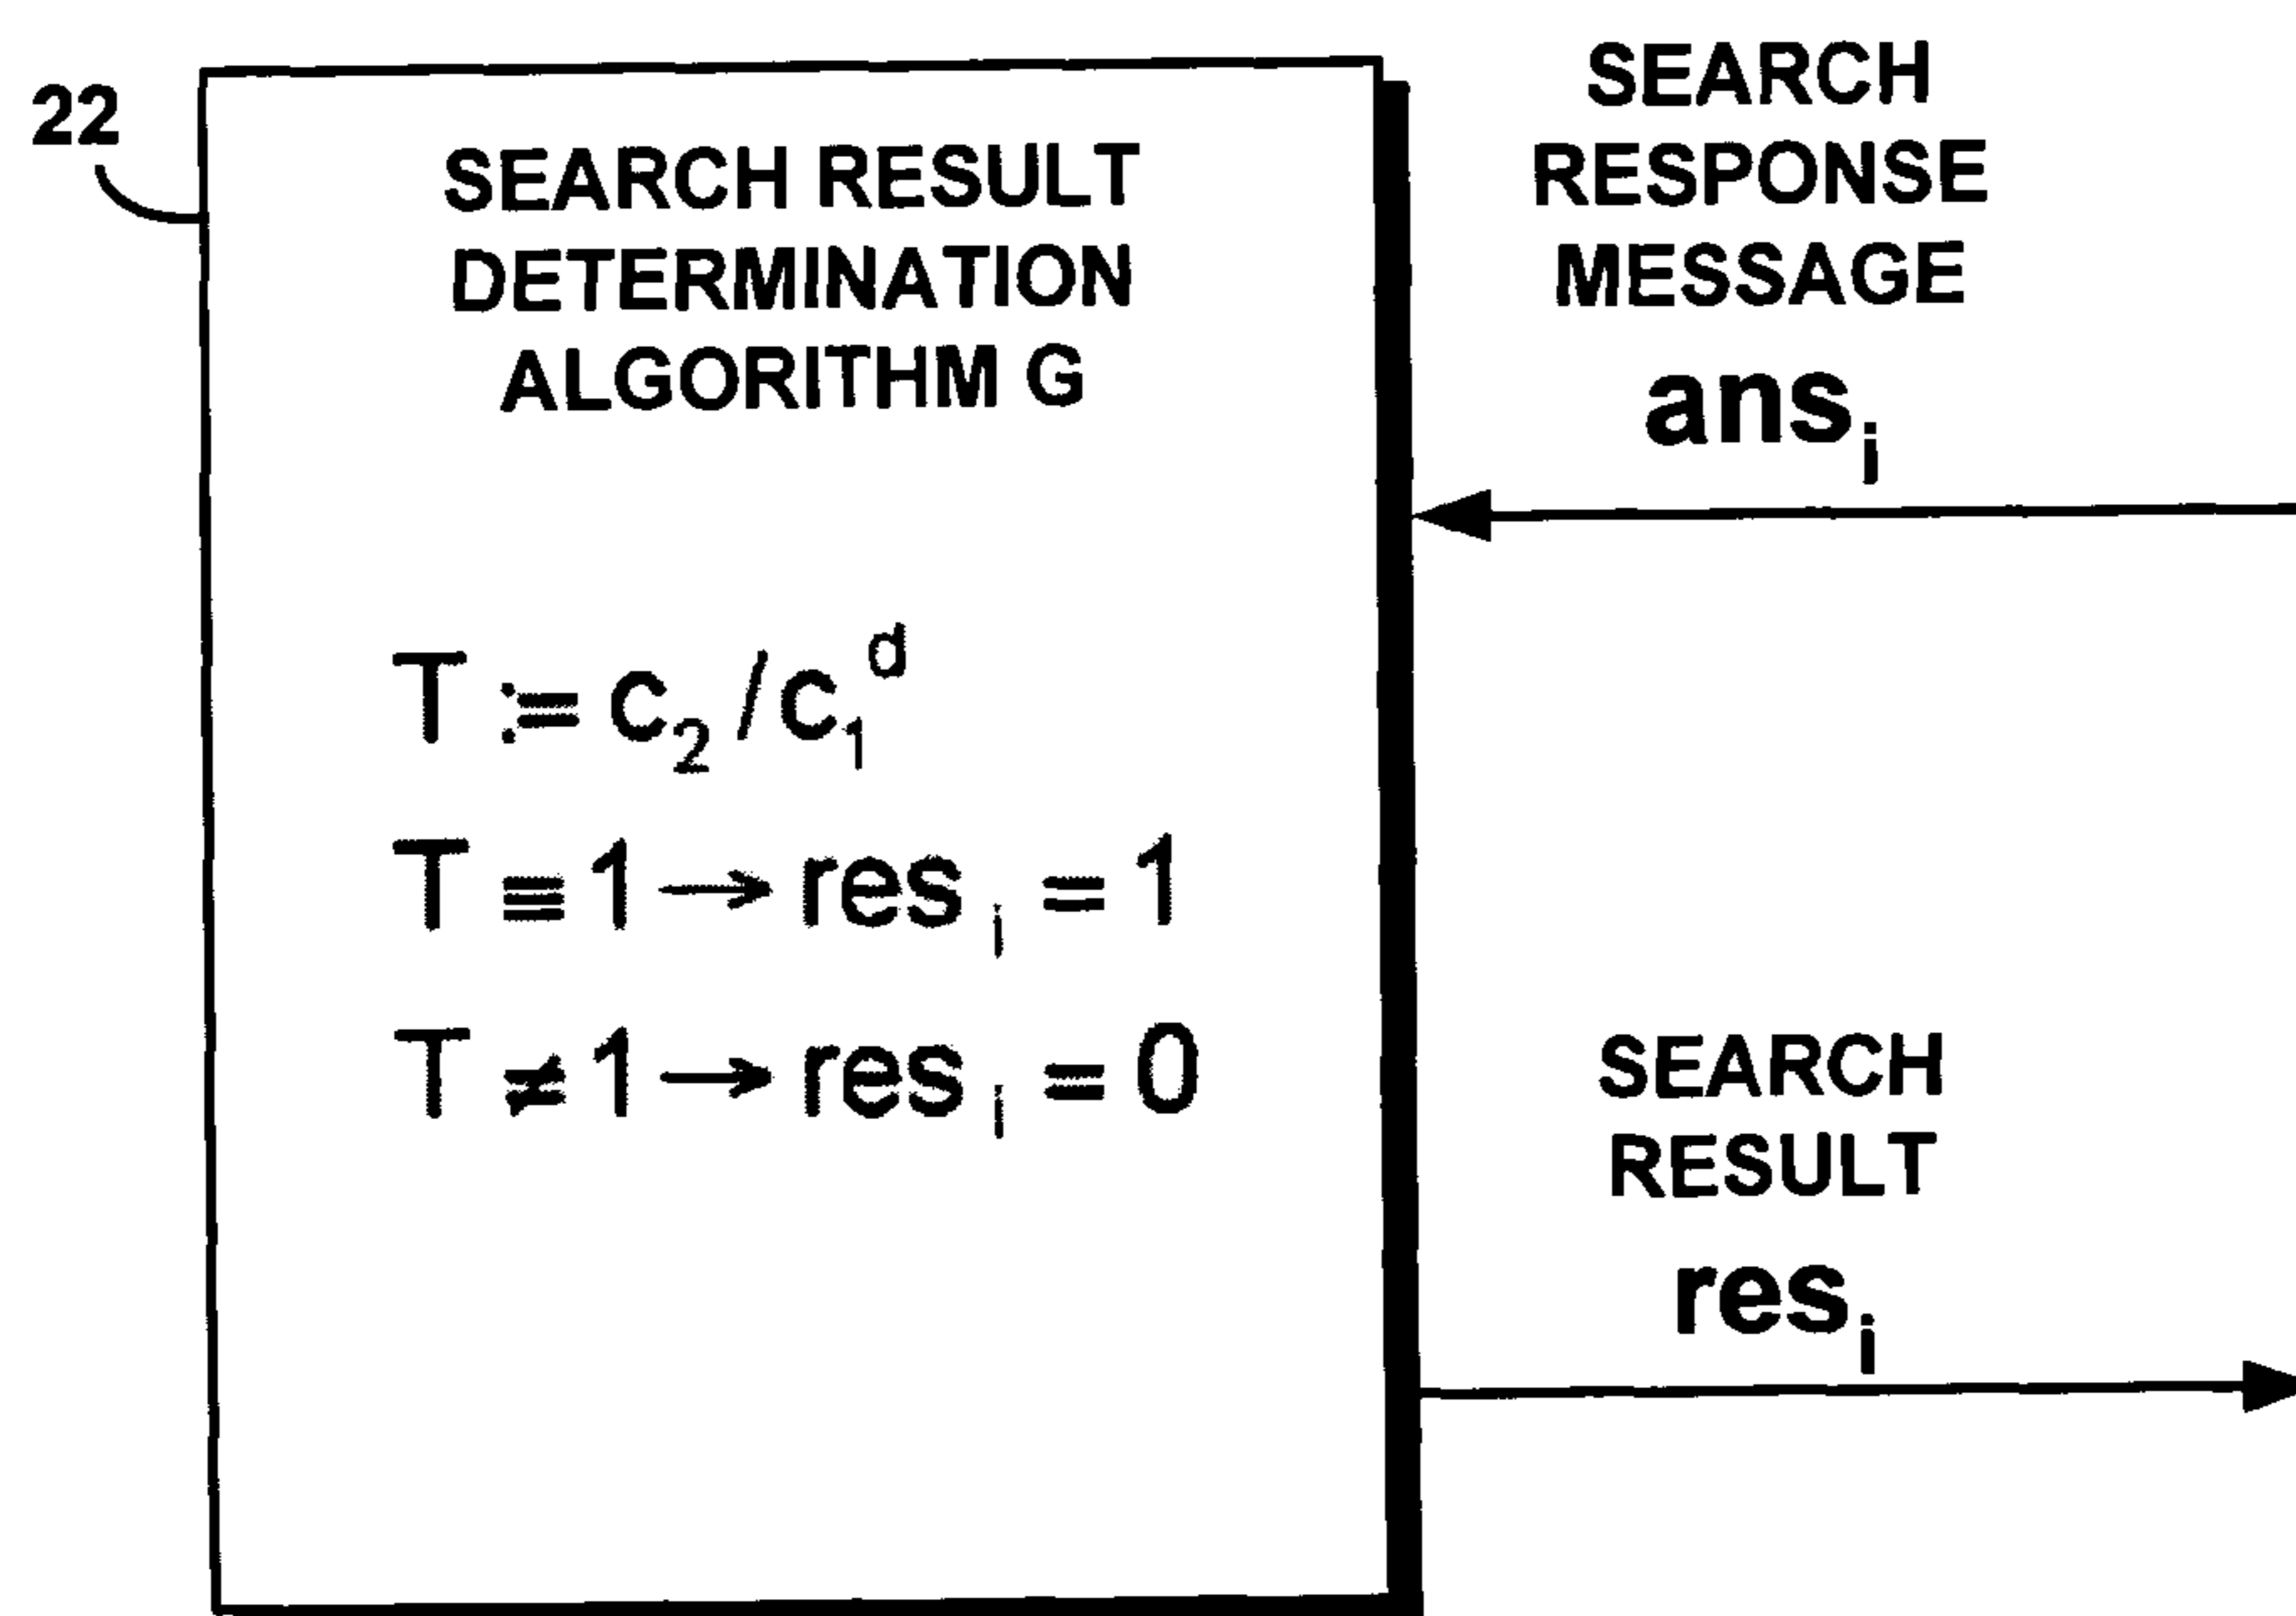 22
SEARCH RESULT
DETERMINATION
ALGORITHM G
T := c₂/c₁ᵈ
T ≡ 1 → resᵢ = 1
T ≠ 1 → resᵢ = 0
SEARCH
RESPONSE
MESSAGE
ansᵢ
SEARCH
RESULT
resᵢ